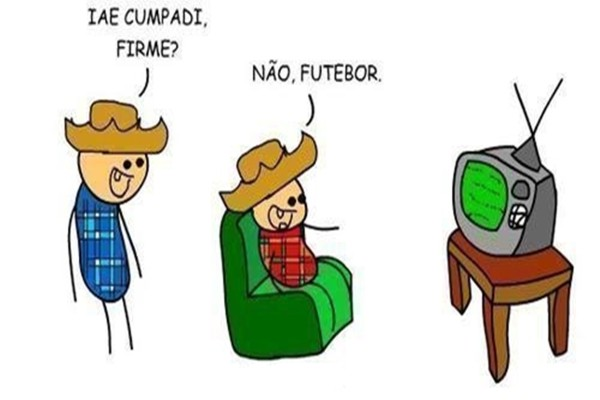 IAE CUMPADI,
FIRME?
NÃO, FUTEBOR.